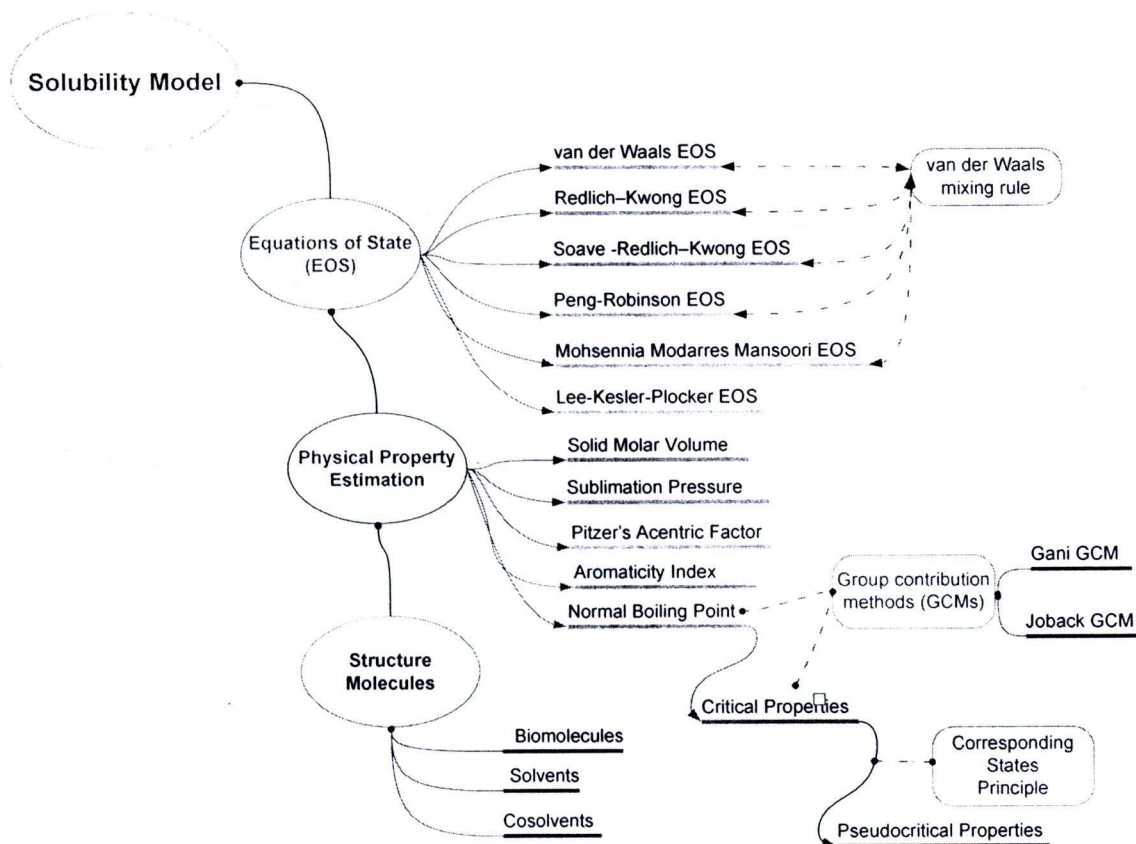 Solubility Model
Equations of State
(EOS)
van der Waals EOS
Redlich–Kwong EOS
Soave -Redlich–Kwong EOS
Peng-Robinson EOS
Mohsennia Modarres Mansoori EOS
Lee-Kesler-Plocker EOS
van der Waals
mixing rule
Physical Property
Estimation
Solid Molar Volume
Sublimation Pressure
Pitzer's Acentric Factor
Aromaticity Index
Normal Boiling Point
Group contribution
methods (GCMs)
Gani GCM
Joback GCM
Critical Properties
Corresponding
States
Principle
Pseudocritical Properties
Structure
Molecules
Biomolecules
Solvents
Cosolvents